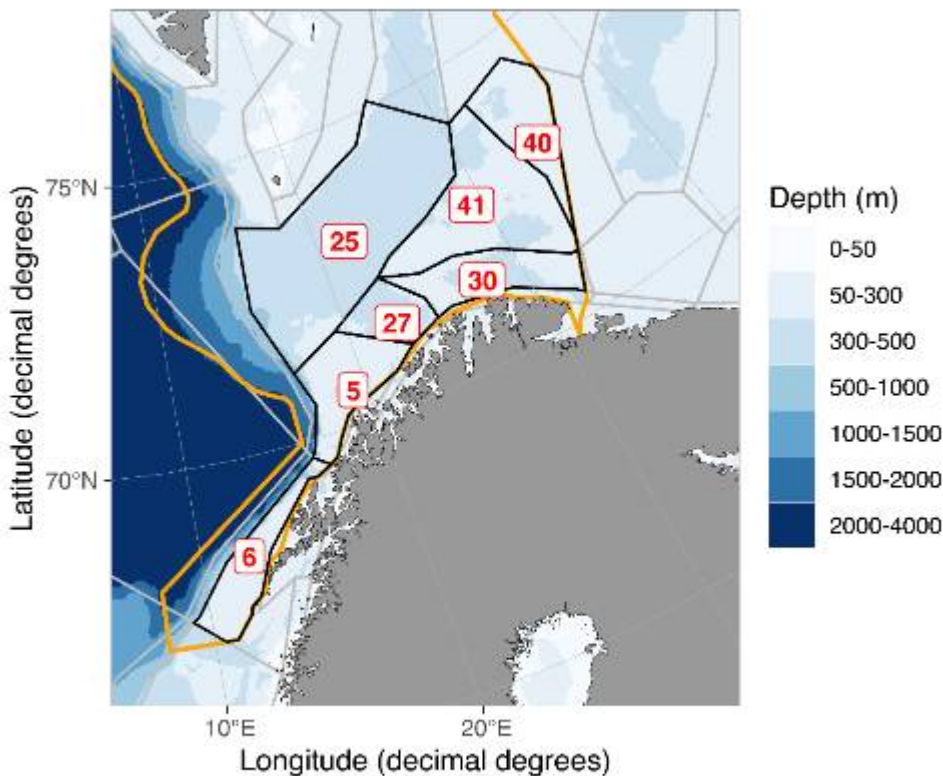 40
75°N
41
25
30
27
5
70°N
6
10°E
20°E
Longitude (decimal degrees)
Latitude (decimal degrees)
Depth (m)
0-50
50-300
300-500
500-1000
1000-1500
1500-2000
2000-4000